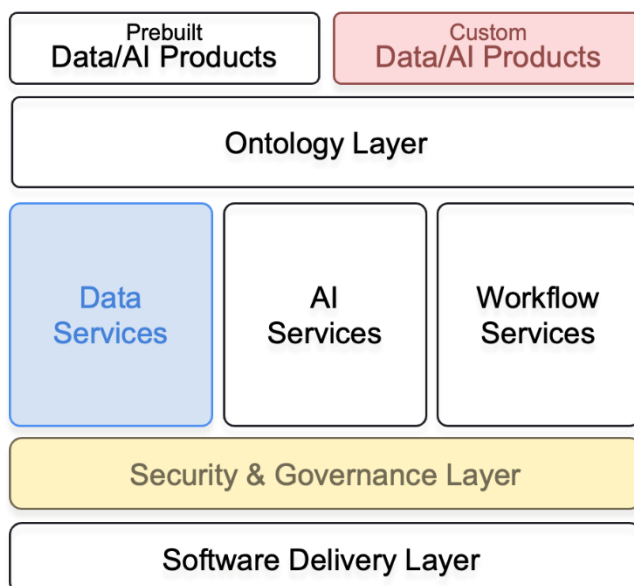 Prebuilt
Data/AI Products
Custom
Data/AI Products
Ontology Layer
Data
Services
AI
Services
Workflow
Services
Security & Governance Layer
Software Delivery Layer